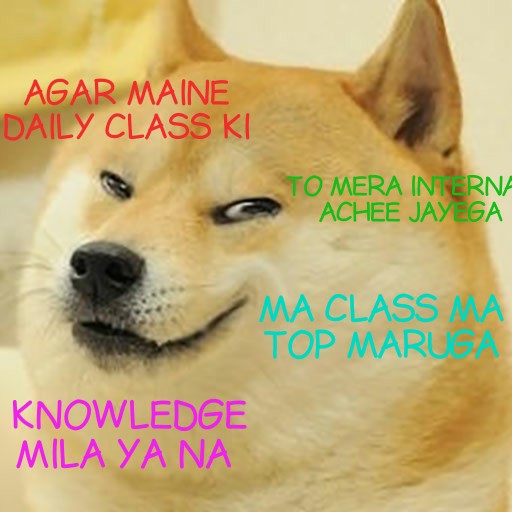 AGAR MAINE
DAILY CLASS KI
TO MERA INTERNA
ACHEE JAYEGA
MA CLASS MA
TOP MARUGA
KNOWLEDGE
MILA YA NA